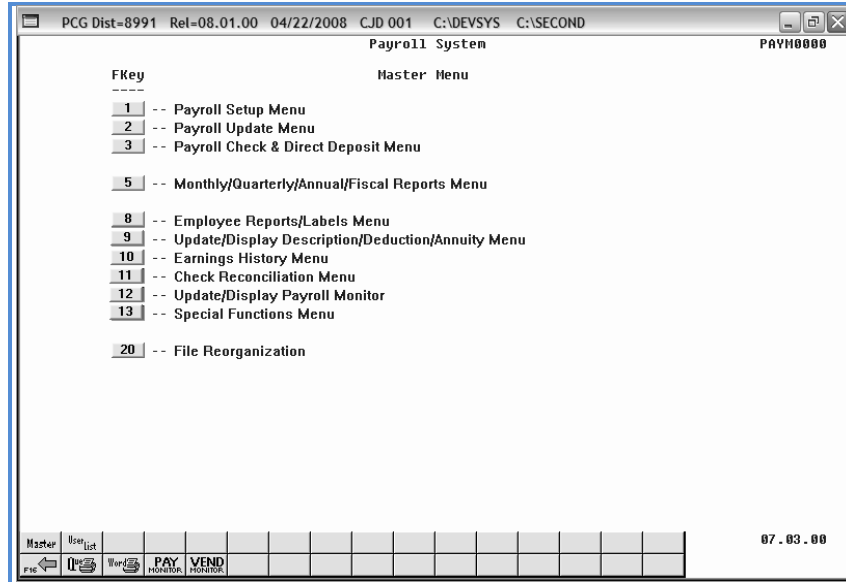 PCG Dist=8991 Rel=08.01.00 04/22/2008 CJD 001 C:\DEVSYS C:\SECOND
Payroll System PAYM0000
FKey Master Menu
----
1 -- Payroll Setup Menu
2 -- Payroll Update Menu
3 -- Payroll Check & Direct Deposit Menu
5 -- Monthly/Quarterly/Annual/Fiscal Reports Menu
8 -- Employee Reports/Labels Menu
9 -- Update/Display Description/Deduction/Annuity Menu
10 -- Earnings History Menu
11 -- Check Reconciliation Menu
12 -- Update/Display Payroll Monitor
13 -- Special Functions Menu
20 -- File Reorganization
Master User List 07.03.00
F16 Que Word PAY MONITOR VEND MONITOR